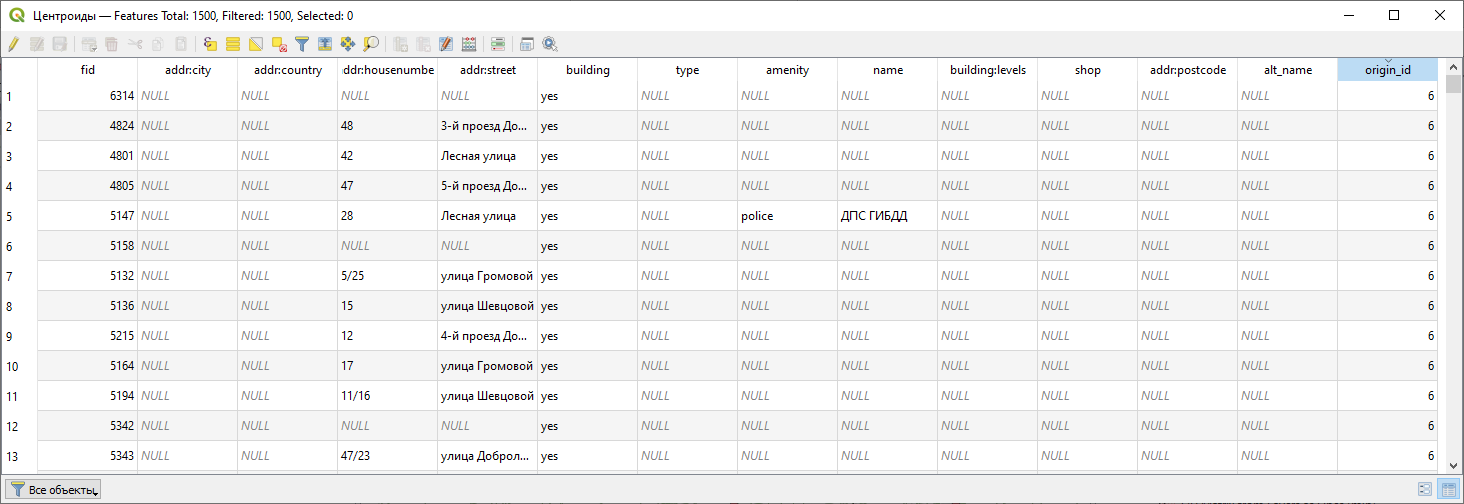 Центроиды — Features Total: 1500, Filtered: 1500, Selected: 0
fid addr:city addr:country ddr:housenumbe addr:street building type amenity name building:levels shop addr:postcode alt_name origin_id
1 6314 NULL NULL NULL NULL yes NULL NULL NULL NULL NULL NULL NULL 6
2 4824 NULL NULL 48 3-й проезд До... yes NULL NULL NULL NULL NULL NULL NULL 6
3 4801 NULL NULL 42 Лесная улица yes NULL NULL NULL NULL NULL NULL NULL 6
4 4805 NULL NULL 47 5-й проезд До... yes NULL NULL NULL NULL NULL NULL NULL 6
5 5147 NULL NULL 28 Лесная улица yes NULL police ДПС ГИБДД NULL NULL NULL NULL 6
6 5158 NULL NULL NULL NULL yes NULL NULL NULL NULL NULL NULL NULL 6
7 5132 NULL NULL 5/25 улица Громовой yes NULL NULL NULL NULL NULL NULL NULL 6
8 5136 NULL NULL 15 улица Шевцовой yes NULL NULL NULL NULL NULL NULL NULL 6
9 5215 NULL NULL 12 4-й проезд До... yes NULL NULL NULL NULL NULL NULL NULL 6
10 5164 NULL NULL 17 улица Громовой yes NULL NULL NULL NULL NULL NULL NULL 6
11 5194 NULL NULL 11/16 улица Шевцовой yes NULL NULL NULL NULL NULL NULL NULL 6
12 5342 NULL NULL NULL NULL yes NULL NULL NULL NULL NULL NULL NULL 6
13 5343 NULL NULL 47/23 улица Доброл... yes NULL NULL NULL NULL NULL NULL NULL 6
Все объекты